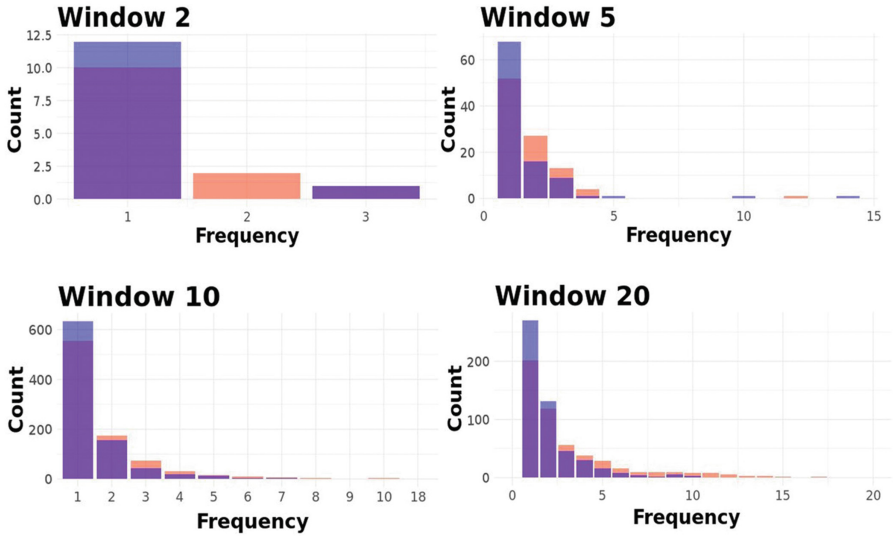 Window 2
Count
12.5
10.0
7.5
5.0
2.5
0.0
1 2 3
Frequency
Window 5
Count
60
40
20
0
0 5 10 15
Frequency
Window 10
Count
600
400
200
0
1 2 3 4 5 6 7 8 9 10 18
Frequency
Window 20
Count
200
100
0
0 5 10 15 20
Frequency